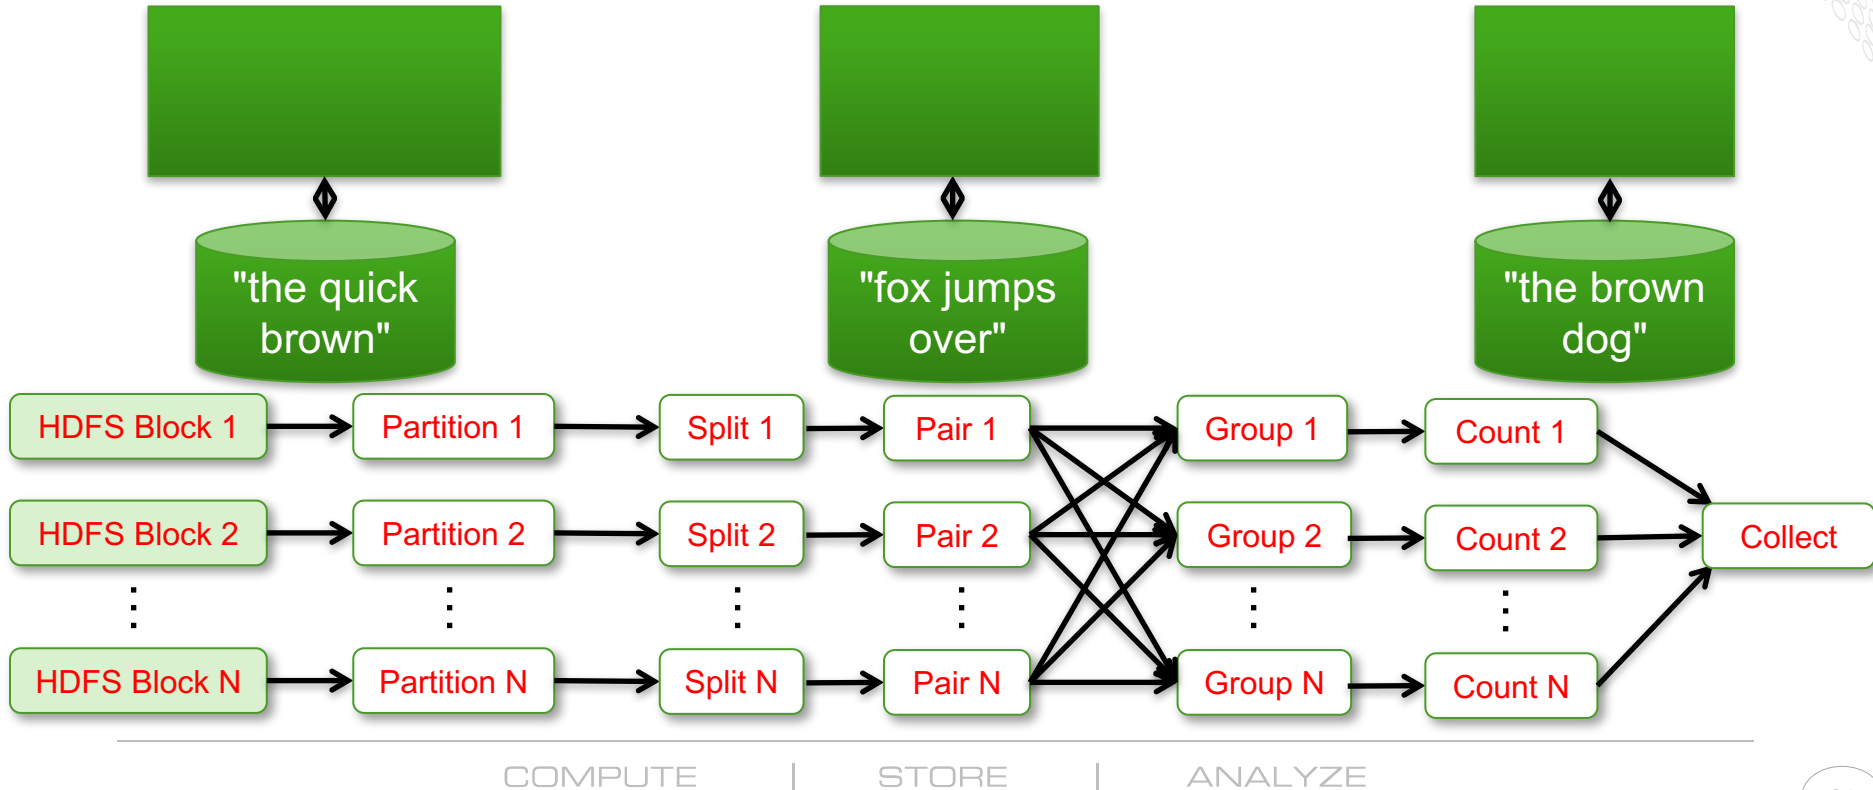 "the quick
brown"
"fox jumps
over"
"the brown
dog"
HDFS Block 1
Partition 1
Split 1
Pair 1
Group 1
Count 1
HDFS Block 2
Partition 2
Split 2
Pair 2
Group 2
Count 2
Collect
HDFS Block N
Partition N
Split N
Pair N
Group N
Count N
COMPUTE | STORE | ANALYZE